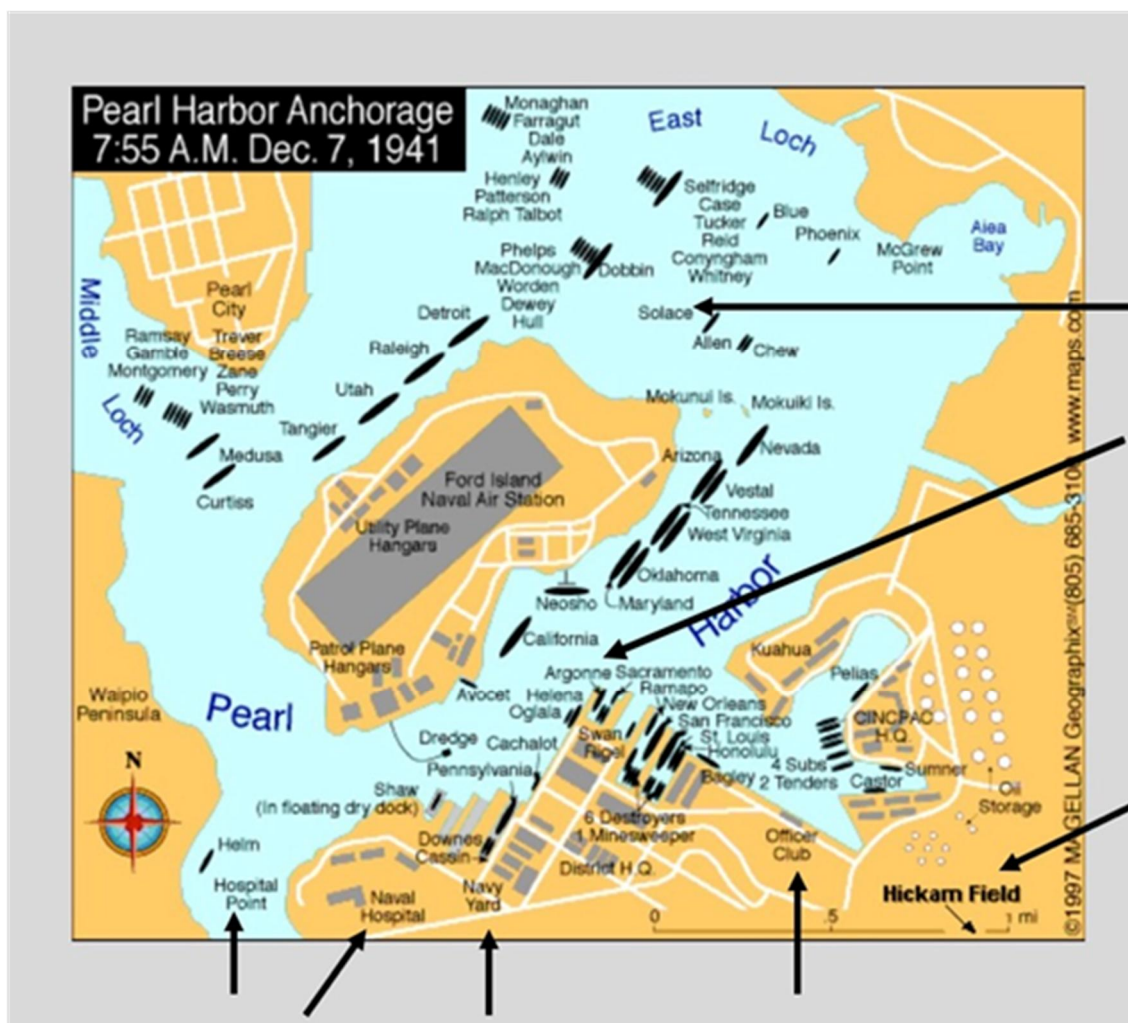 Pearl Harbor Anchorage
7:55 A.M. Dec. 7, 1941
Monaghan
Farragut
Dale
Aylwin
Henley
Patterson
Ralph Talbot
East
Loch
Selfridge
Case
Tucker
Reid
Conyngham
Whitney
Blue
Phoenix
McGrew
Point
Aiea
Bay
Phelps
MacDonough
Worden
Dewey
Hull
Dobbin
Solace
Allen
Chew
Pearl
City
Middle
Loch
Ramsay
Gamble
Montgomery
Trever
Breese
Zane
Perry
Wasmuth
Medusa
Curtiss
Detroit
Raleigh
Utah
Tangier
Mokunui Is.
Mokuiki Is.
Nevada
Arizona
Vestal
Tennessee
West Virginia
Oklahoma
Maryland
Neosho
California
Ford Island
Naval Air Station
Utility Plane
Hangars
Patrol Plane
Hangars
Avocet
Waipio
Peninsula
Pearl
Harbor
Argonne
Sacramento
Ramapo
New Orleans
San Francisco
St. Louis
Honolulu
Bagley
Helena
Oglala
Swan
Rigel
Cachalot
Dredge
Pennsylvania
Shaw
(In floating dry dock)
Downes
Cassin
6 Destroyers
1 Minesweeper
District H.Q.
Kuahua
Pelias
CINCPAC
H.Q.
4 Subs
2 Tenders
Castor
Sumner
Oil
Storage
Officer
Club
N
Helm
Hospital
Point
Naval
Hospital
Navy
Yard
Hickam Field
0 .5 1 mi
©1997 MAGELLAN Geographix℠(805) 685-3100 www.maps.com